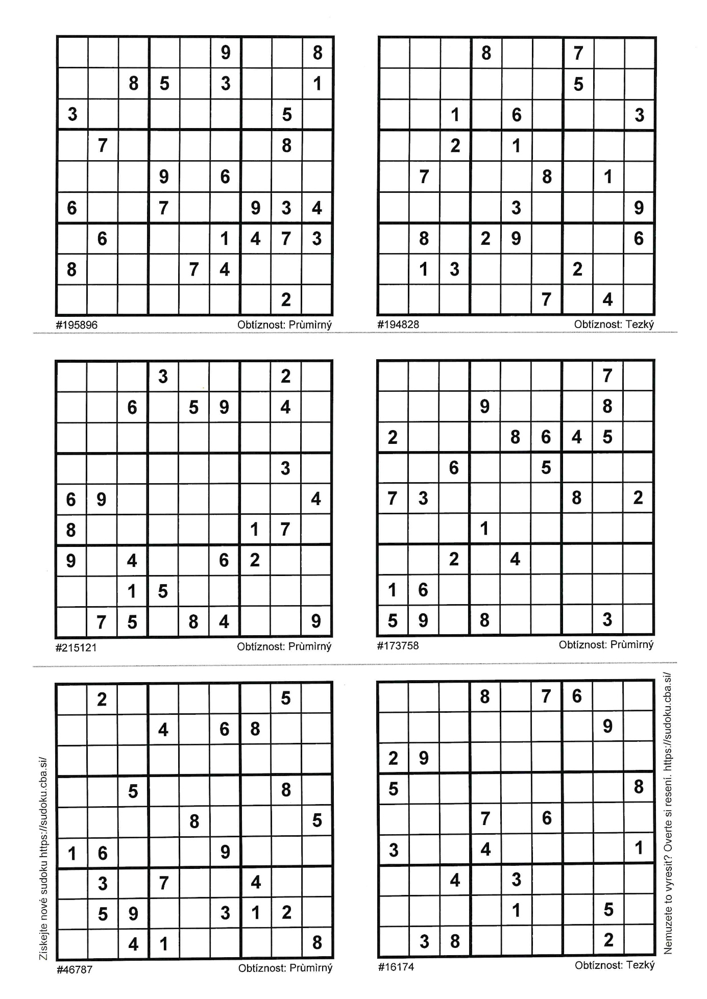 9 8
8 5 3 1
3 5
7 8
9 6
6 7 9 3 4
6 1 4 7 3
8 7 4
2
#195896 Obtíznost: Průmìrný
8 7
5
1 6 3
2 1
7 8 1
3 9
8 2 9 6
1 3 2
7 4
#194828 Obtíznost: Tezký
3 2
6 5 9 4
3
6 9 4
8 1 7
9 4 6 2
1 5
7 5 8 4 9
#215121 Obtíznost: Prùmìrný
7
9 8
2 8 6 4 5
6 5
7 3 8 2
1
2 4
1 6
5 9 8 3
#173758 Obtíznost: Prùmìrný
Získejte nové sudoku https://sudoku.cba.si/
2 5
4 6 8
5 8
8 5
1 6 9
3 7 4
5 9 3 1 2
4 1 8
#46787 Obtíznost: Prùmìrný
8 7 6
9
2 9
5 8
7 6
3 4 1
4 3
1 5
3 8 2
#16174 Obtíznost: Tezký
Nemuzete to vyresit? Overte si resení. https://sudoku.cba.si/